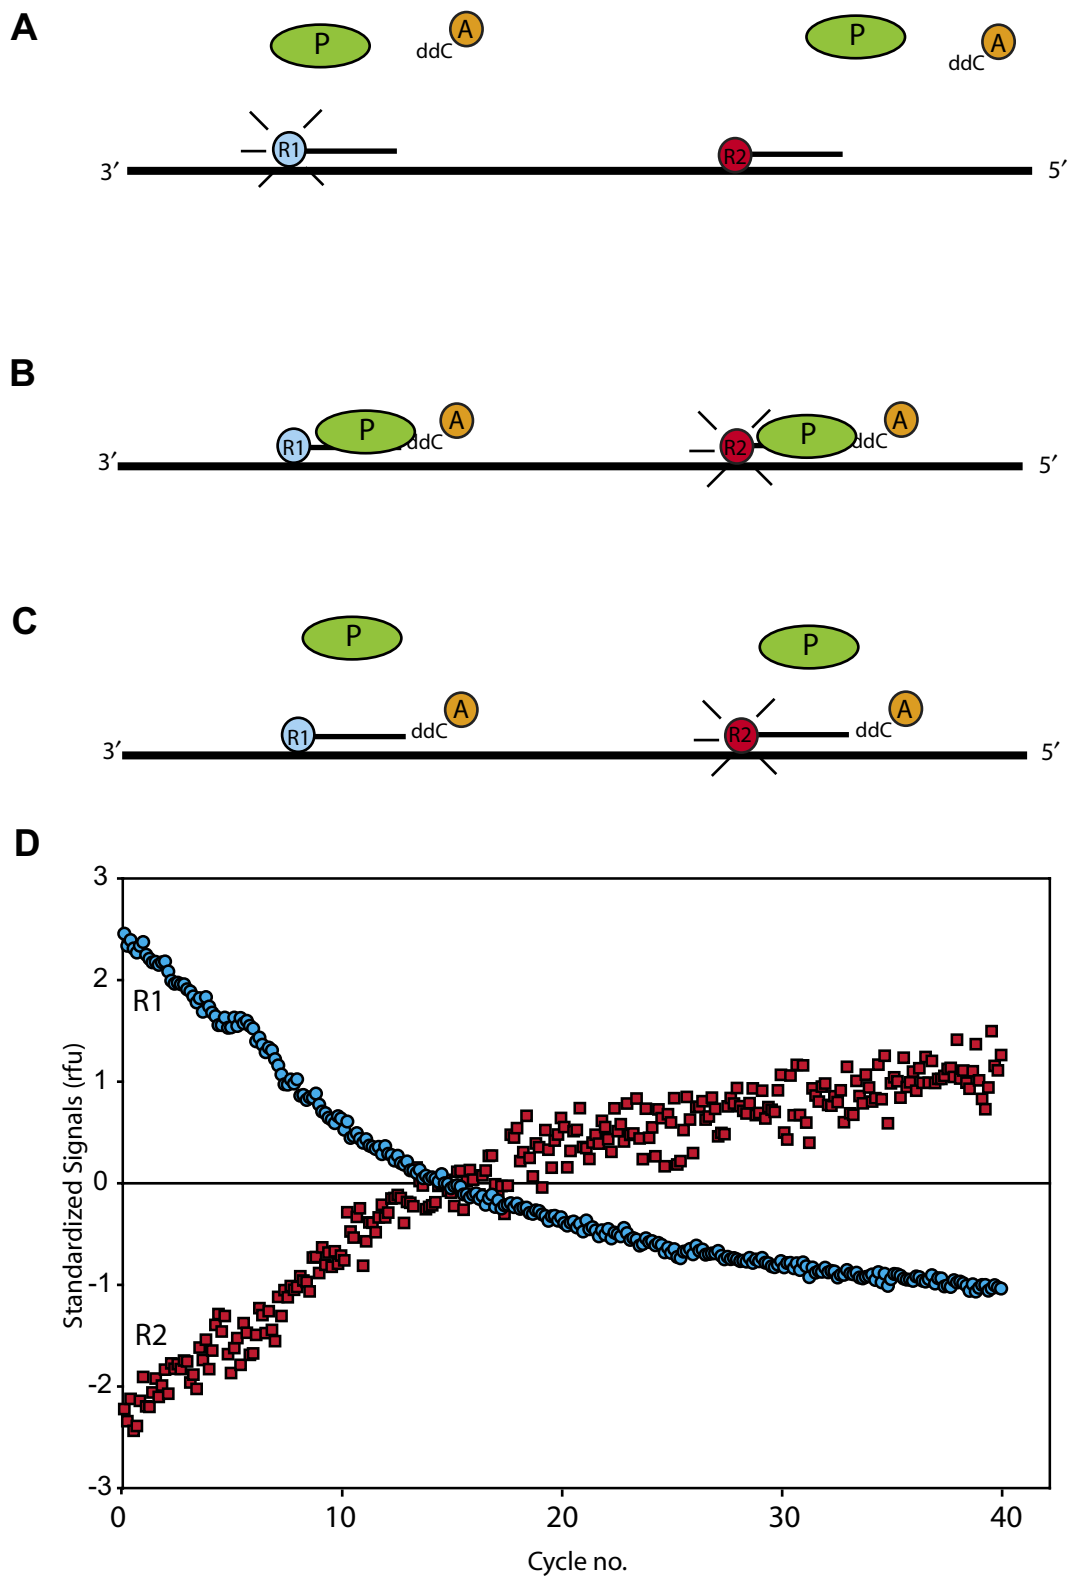 A
P
ddC
A
P
ddC
A
R1
R2
3′
5′
B
R1
P
ddC
A
R2
P
ddC
A
3′
5′
C
P
P
R1
ddC
A
R2
ddC
A
3′
5′
D
3
2
1
0
-1
-2
-3
Standardized Signals (rfu)
R1
R2
0
10
20
30
40
Cycle no.